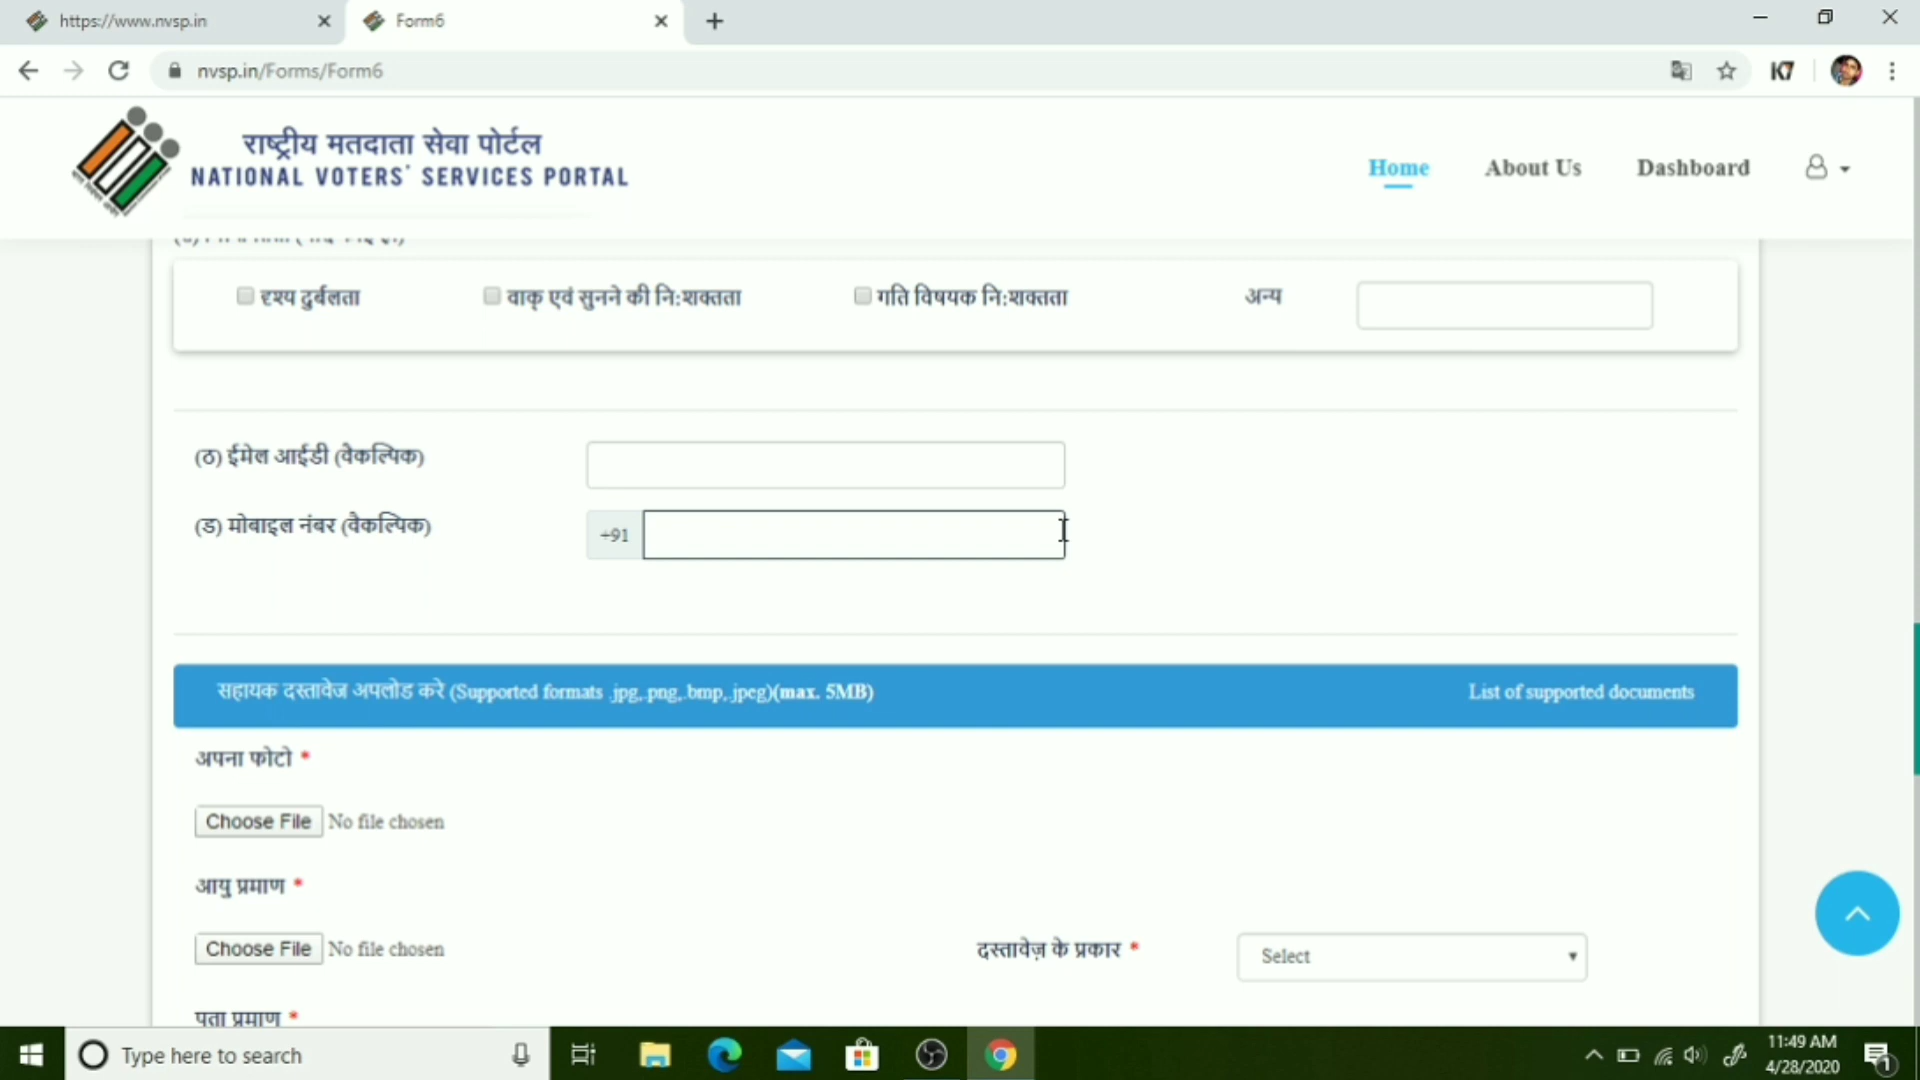 https://www.nvsp.in
Form6
nvsp.in/Forms/Form6
K7
राष्ट्रीय मतदाता सेवा पोर्टल
NATIONAL VOTERS' SERVICES PORTAL
Home
About Us
Dashboard
दृश्य दुर्बलता
वाक् एवं सुनने की नि:शक्तता
गति विषयक नि:शक्तता
अन्य
(ठ) ईमेल आईडी (वैकल्पिक)
(ड) मोबाइल नंबर (वैकल्पिक)
+91
सहायक दस्तावेज अपलोड करे (Supported formats .jpg,.png,.bmp,.jpeg)(max. 5MB)
List of supported documents
अपना फोटो *
Choose File No file chosen
आयु प्रमाण *
Choose File No file chosen
दस्तावेज़ के प्रकार *
Select
पता प्रमाण *
Type here to search
11:49 AM
4/28/2020
1